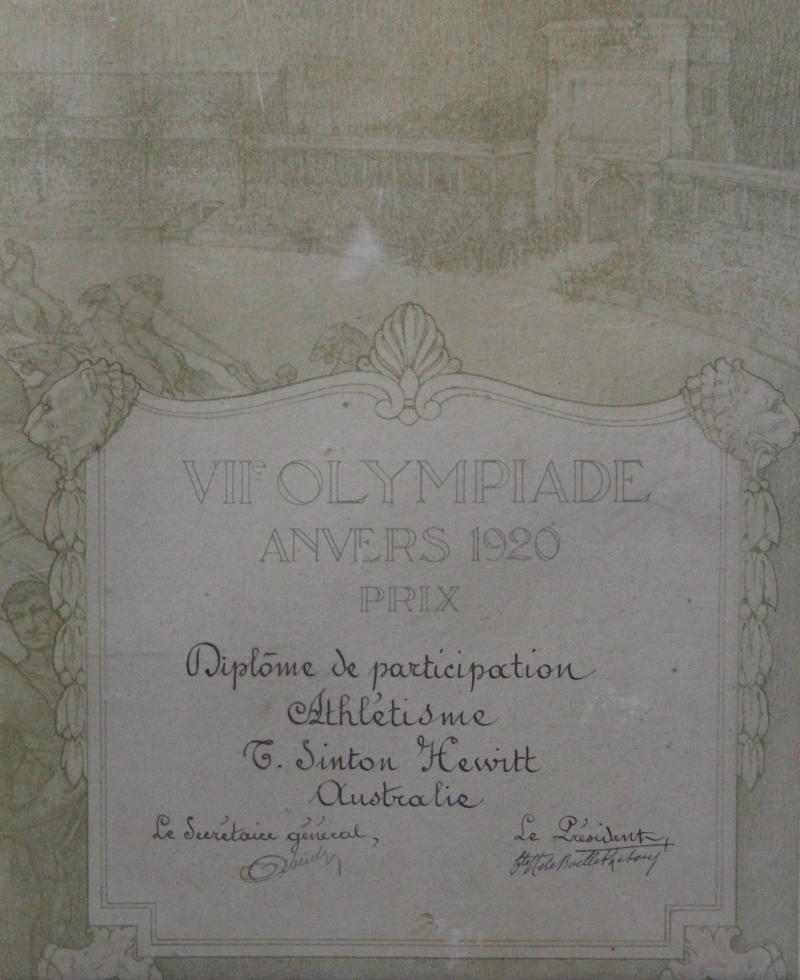 VIIᵉ OLYMPIADE
ANVERS 1920
PRIX
Diplôme de participation
Athlétisme
T. Sinton Hewitt
Australie
Le Secrétaire général,
Le Président,